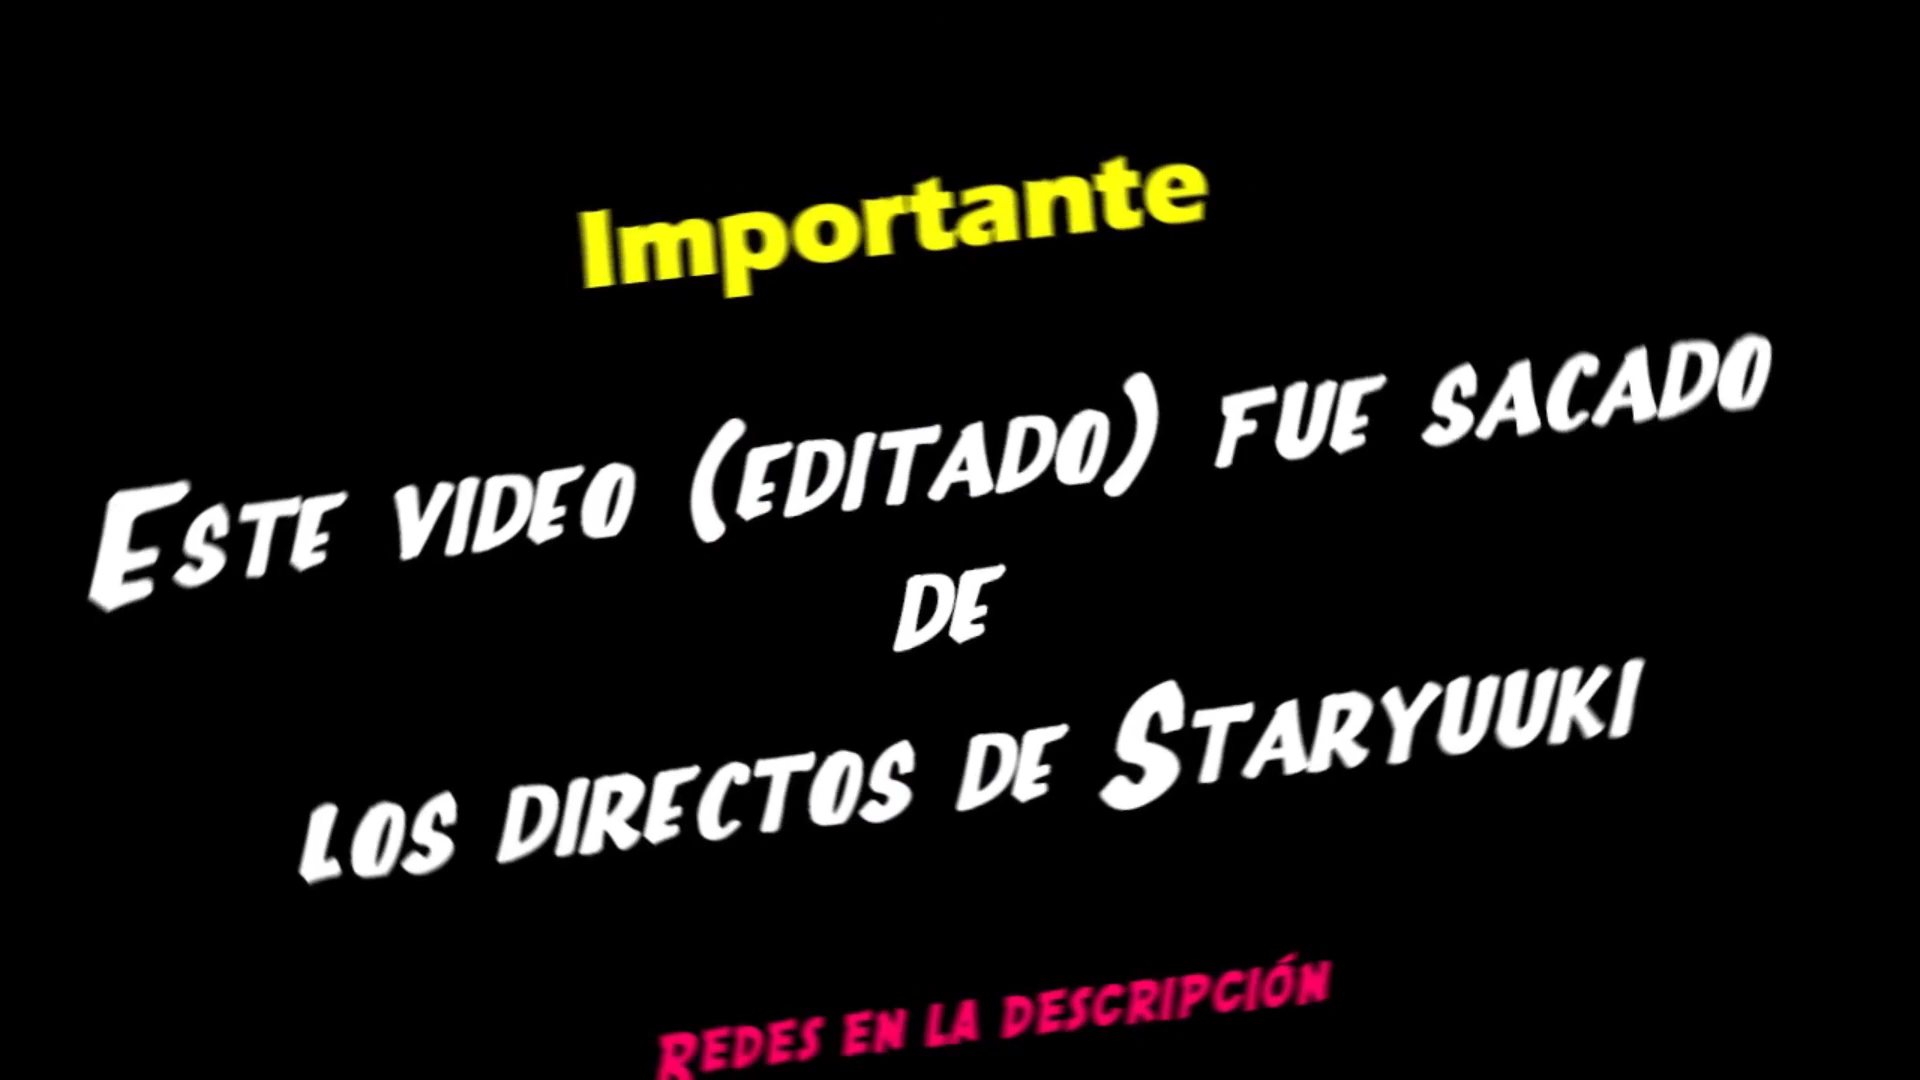 Importante
Este video (editado) fue sacado
de
los directos de Staryuuki
Redes en la descripción